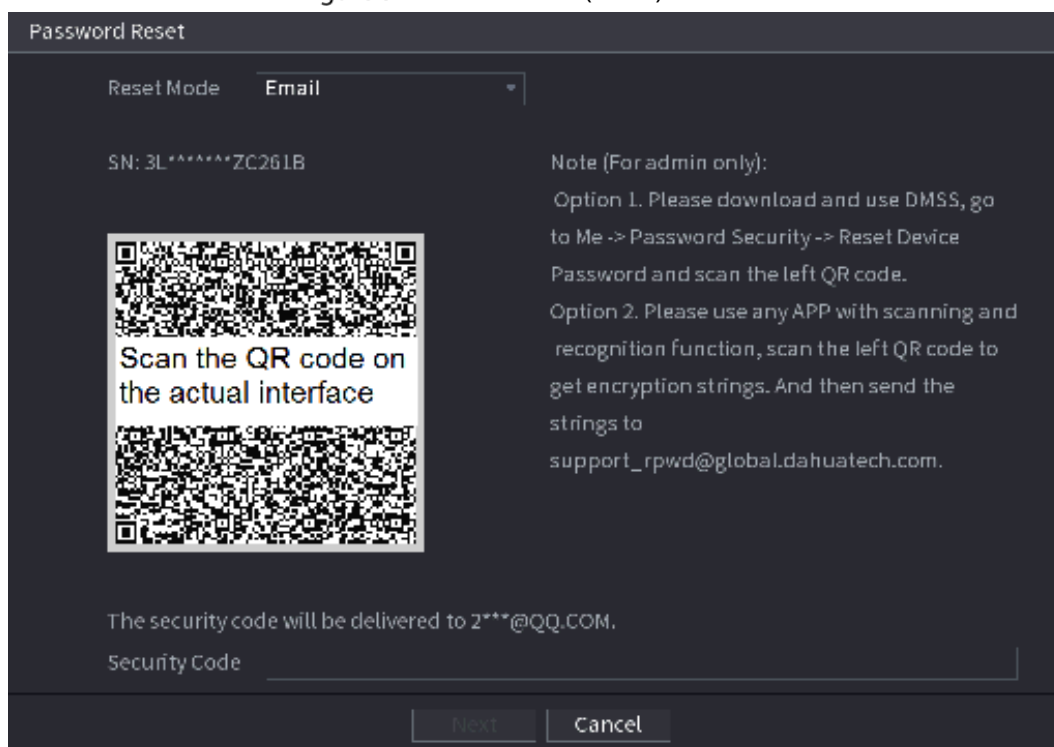 Password Reset
Reset Mode Email
SN: 3L*******ZC261B
Note (For admin only):
Option 1. Please download and use DMSS, go
to Me -> Password Security -> Reset Device
Password and scan the left QR code.
Option 2. Please use any APP with scanning and
recognition function, scan the left QR code to
get encryption strings. And then send the
strings to
support_rpwd@global.dahuatech.com.
Scan the QR code on
the actual interface
The security code will be delivered to 2***@QQ.COM.
Security Code
Next Cancel